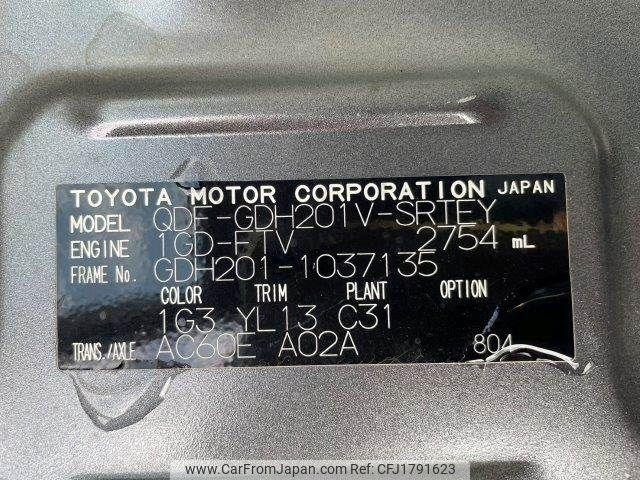 TOYOTA MOTOR CORPORATION JAPAN
MODEL QDF-GDH201V-SRTEY
ENGINE 1GD-FTV 2754 mL
FRAME No. GDH201-1037135
COLOR TRIM PLANT OPTION
1G3 YL13 C31
TRANS./AXLE AC60E A02A 804
www.CarFromJapan.com - CarFromJapan - CFJ1791623